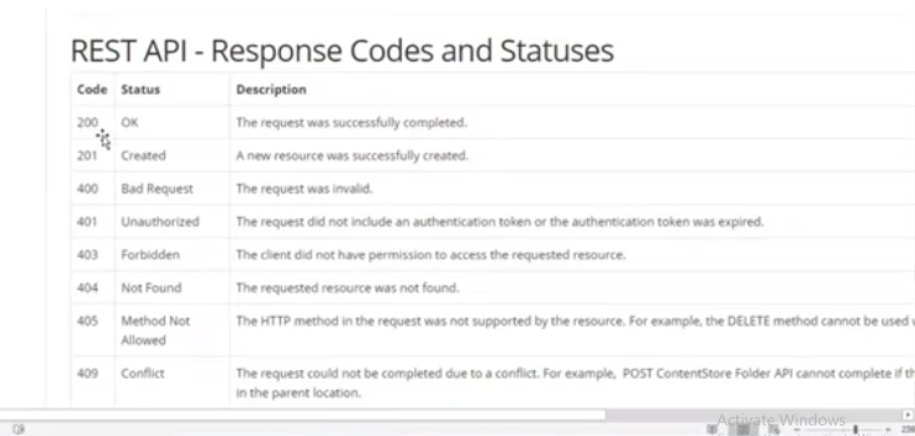 REST API - Response Codes and Statuses
Code Status Description
200 OK The request was successfully completed.
201 Created A new resource was successfully created.
400 Bad Request The request was invalid.
401 Unauthorized The request did not include an authentication token or the authentication token was expired.
403 Forbidden The client did not have permission to access the requested resource.
404 Not Found The requested resource was not found.
405 Method Not The HTTP method in the request was not supported by the resource. For example, the DELETE method cannot be used
Allowed
409 Conflict The request could not be completed due to a conflict. For example, POST ContentStore Folder API cannot complete if
in the parent location.
Activate Windows